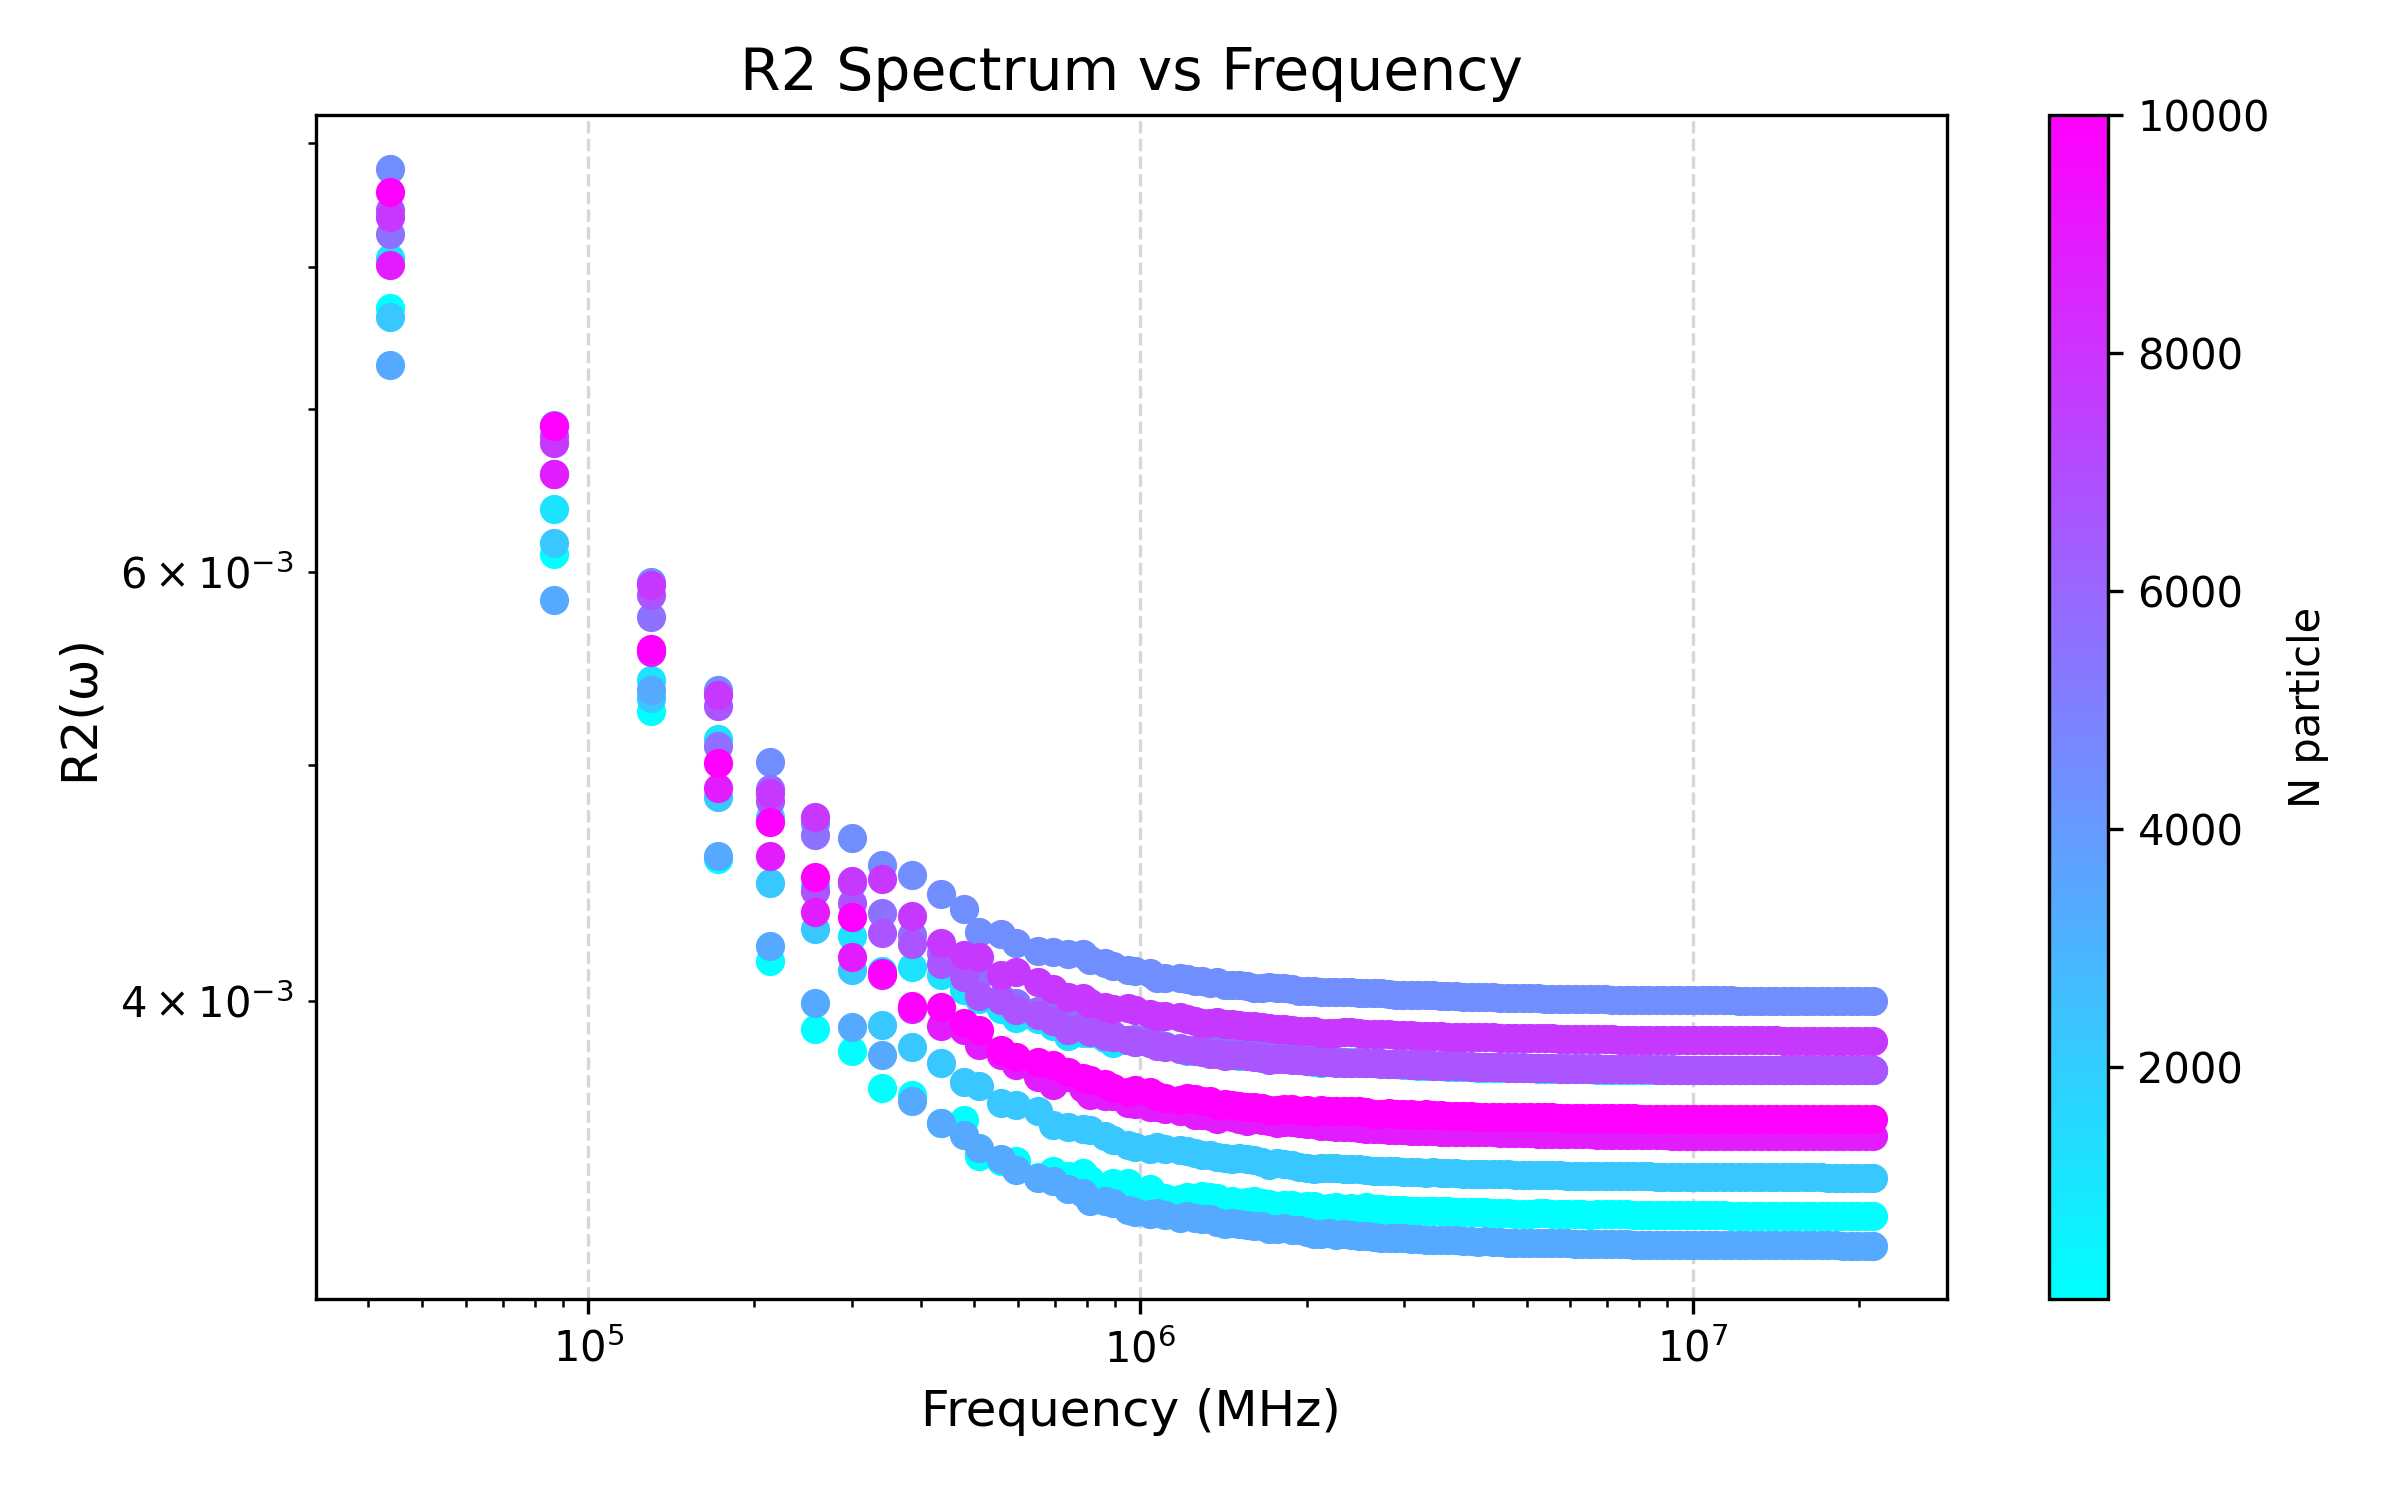 R2 Spectrum vs Frequency
R2(ω)
6 × 10⁻³
4 × 10⁻³
10⁵
10⁶
10⁷
Frequency (MHz)
10000
8000
6000
4000
2000
N particle